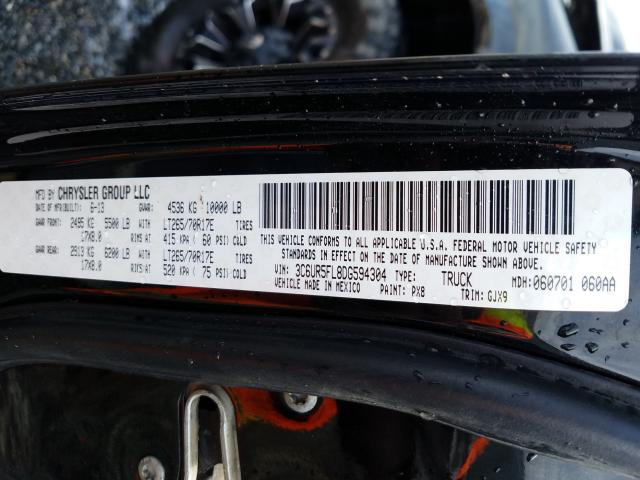 MFD BY CHRYSLER GROUP LLC GVWR: 4536 KG 10000 LB
DATE OF MFR(BUILT): 6-13
GAWR FRONT: 2495 KG 5500 LB WITH LT265/70R17E TIRES
17X8.0 RIMS AT 415 KPA ( 60 PSI) COLD
GAWR REAR: 2913 KG 6200 LB WITH LT265/70R17E TIRES
17X8.0 RIMS AT 520 KPA ( 75 PSI) COLD
THIS VEHICLE CONFORMS TO ALL APPLICABLE U.S.A. FEDERAL MOTOR VEHICLE SAFETY
STANDARDS IN EFFECT ON THE DATE OF MANUFACTURE SHOWN ABOVE.
VIN: 3C6UR5FL8DG594304 TYPE: TRUCK MDH: 060701 060AA
VEHICLE MADE IN MEXICO PAINT: PX8 TRIM: GJX9